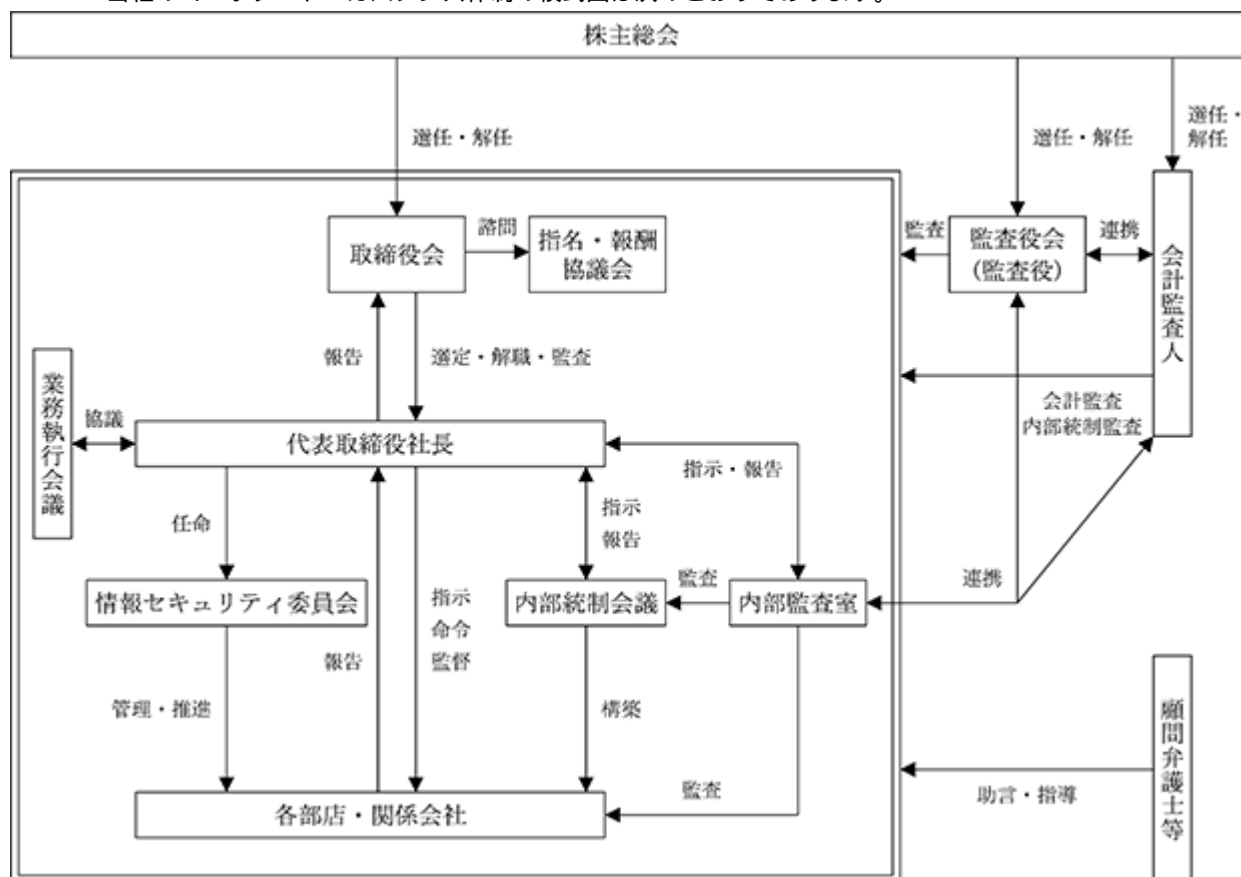 株主総会
選任・解任
選任・解任
選任・
解任
取締役会
諮問
指名・報酬
協議会
監査
監査役会
(監査役)
連携
会計監査人
報告
選定・解職・監査
業務執行会議
協議
代表取締役社長
会計監査
内部統制監査
指示・報告
任命
指示
報告
情報セキュリティ委員会
指示
命令
監督
内部統制会議
監査
内部監査室
連携
報告
管理・推進
構築
顧問弁護士等
各部店・関係会社
監査
助言・指導